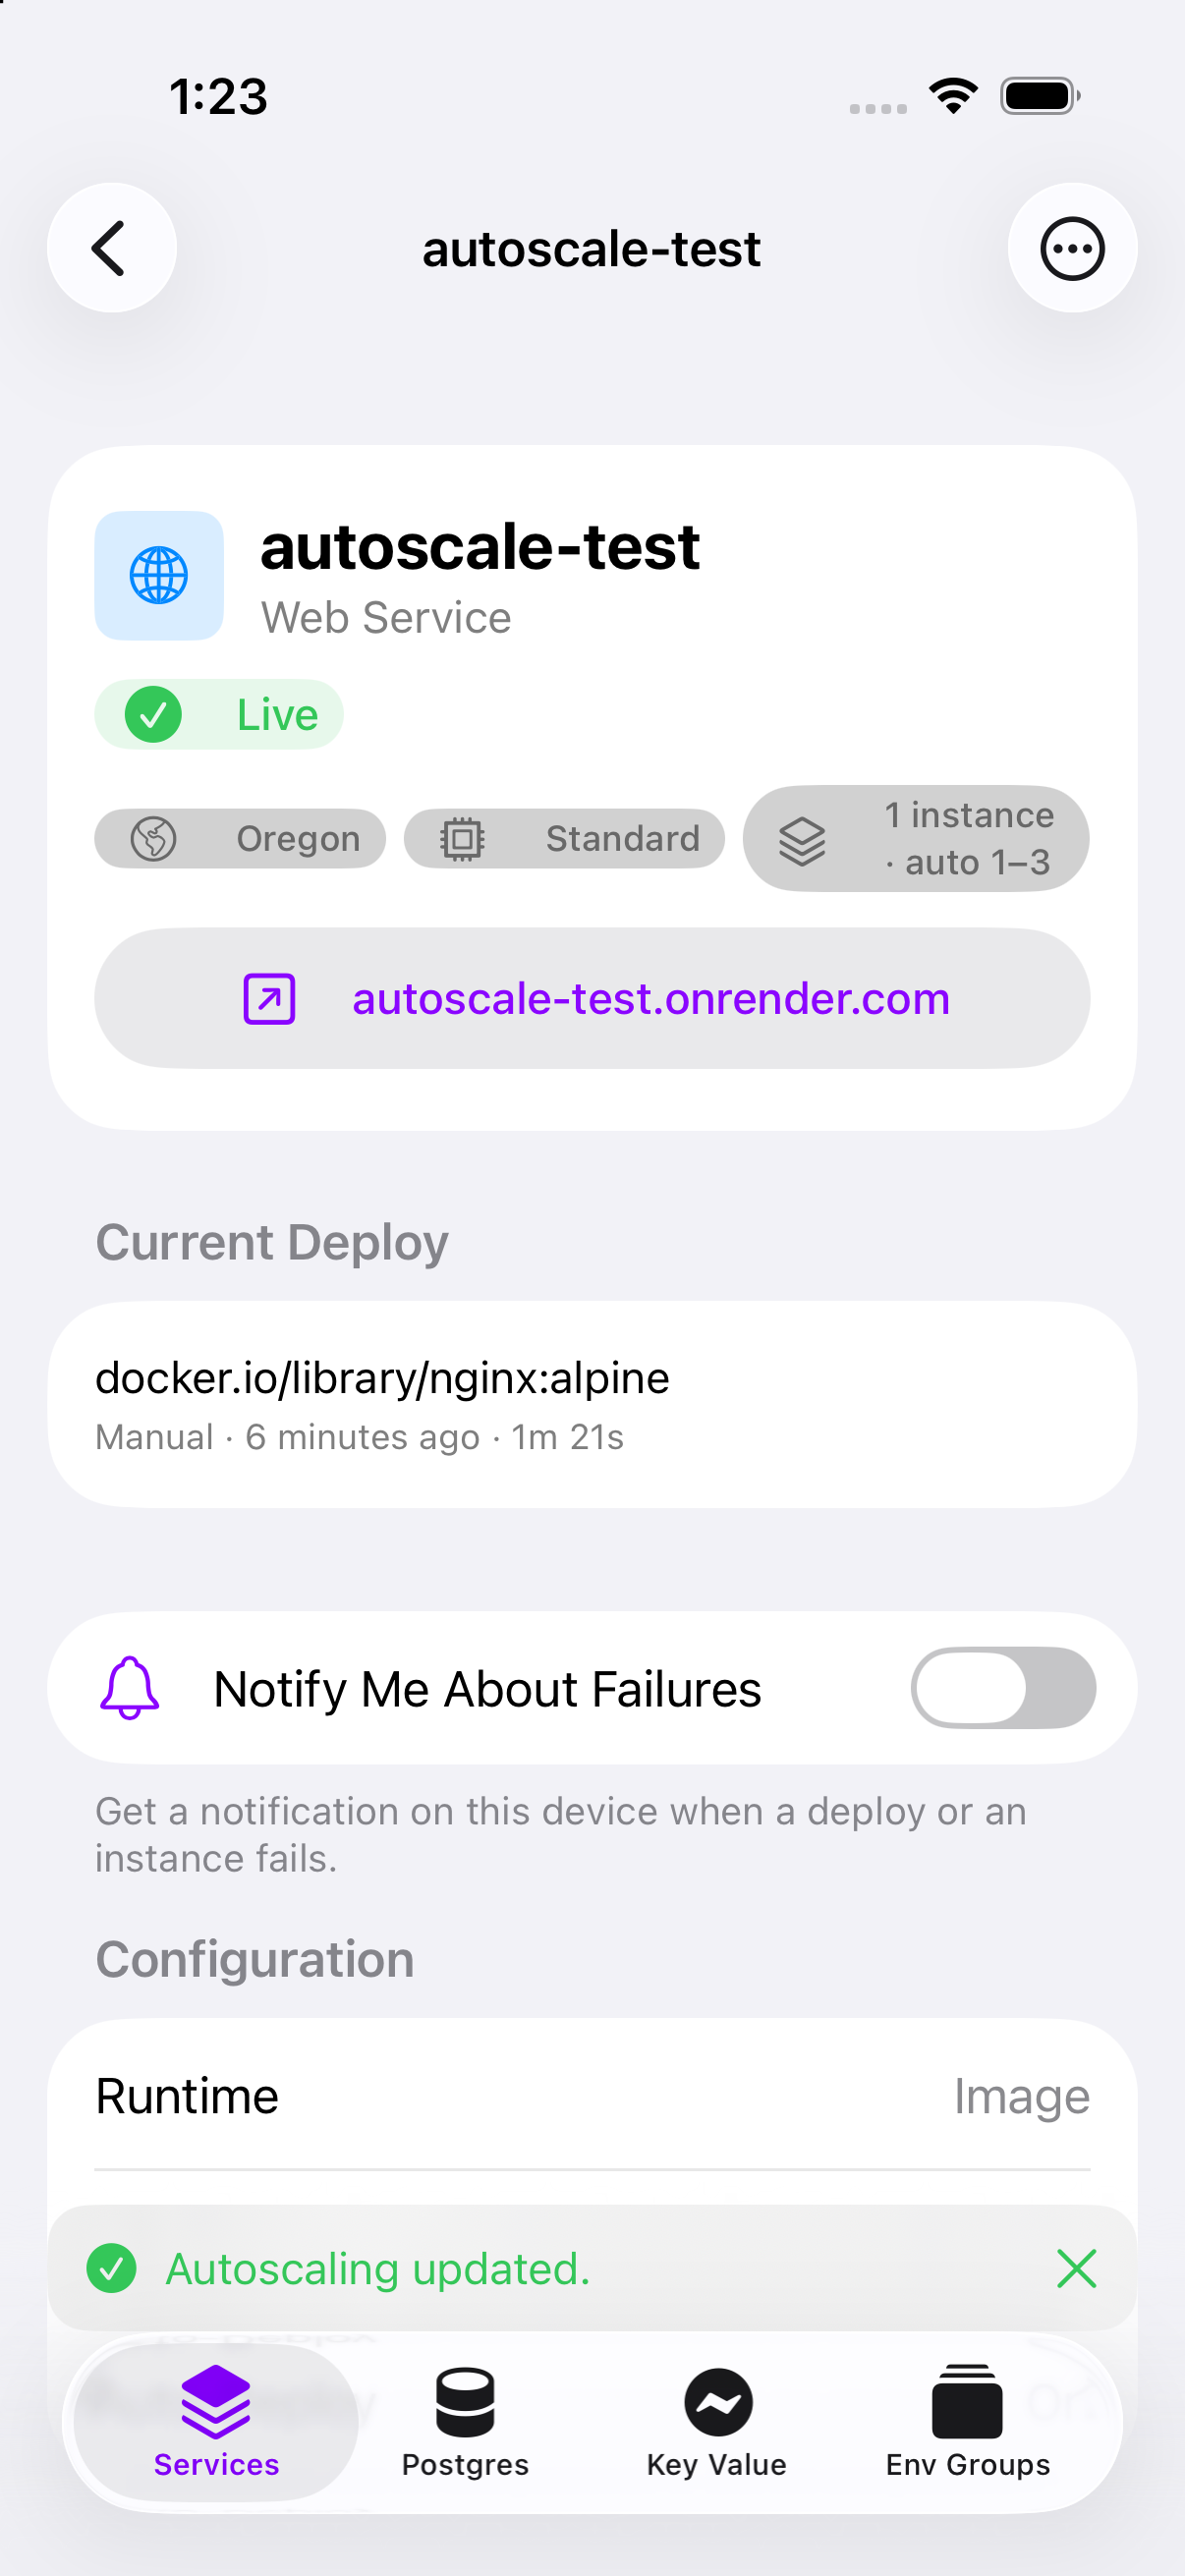 1:23
autoscale-test
autoscale-test
Web Service
Live
Oregon
Standard
1 instance
· auto 1–3
autoscale-test.onrender.com
Current Deploy
docker.io/library/nginx:alpine
Manual · 6 minutes ago · 1m 21s
Notify Me About Failures
Get a notification on this device when a deploy or an
instance fails.
Configuration
Runtime
Image
Autoscaling updated.
Services
Postgres
Key Value
Env Groups